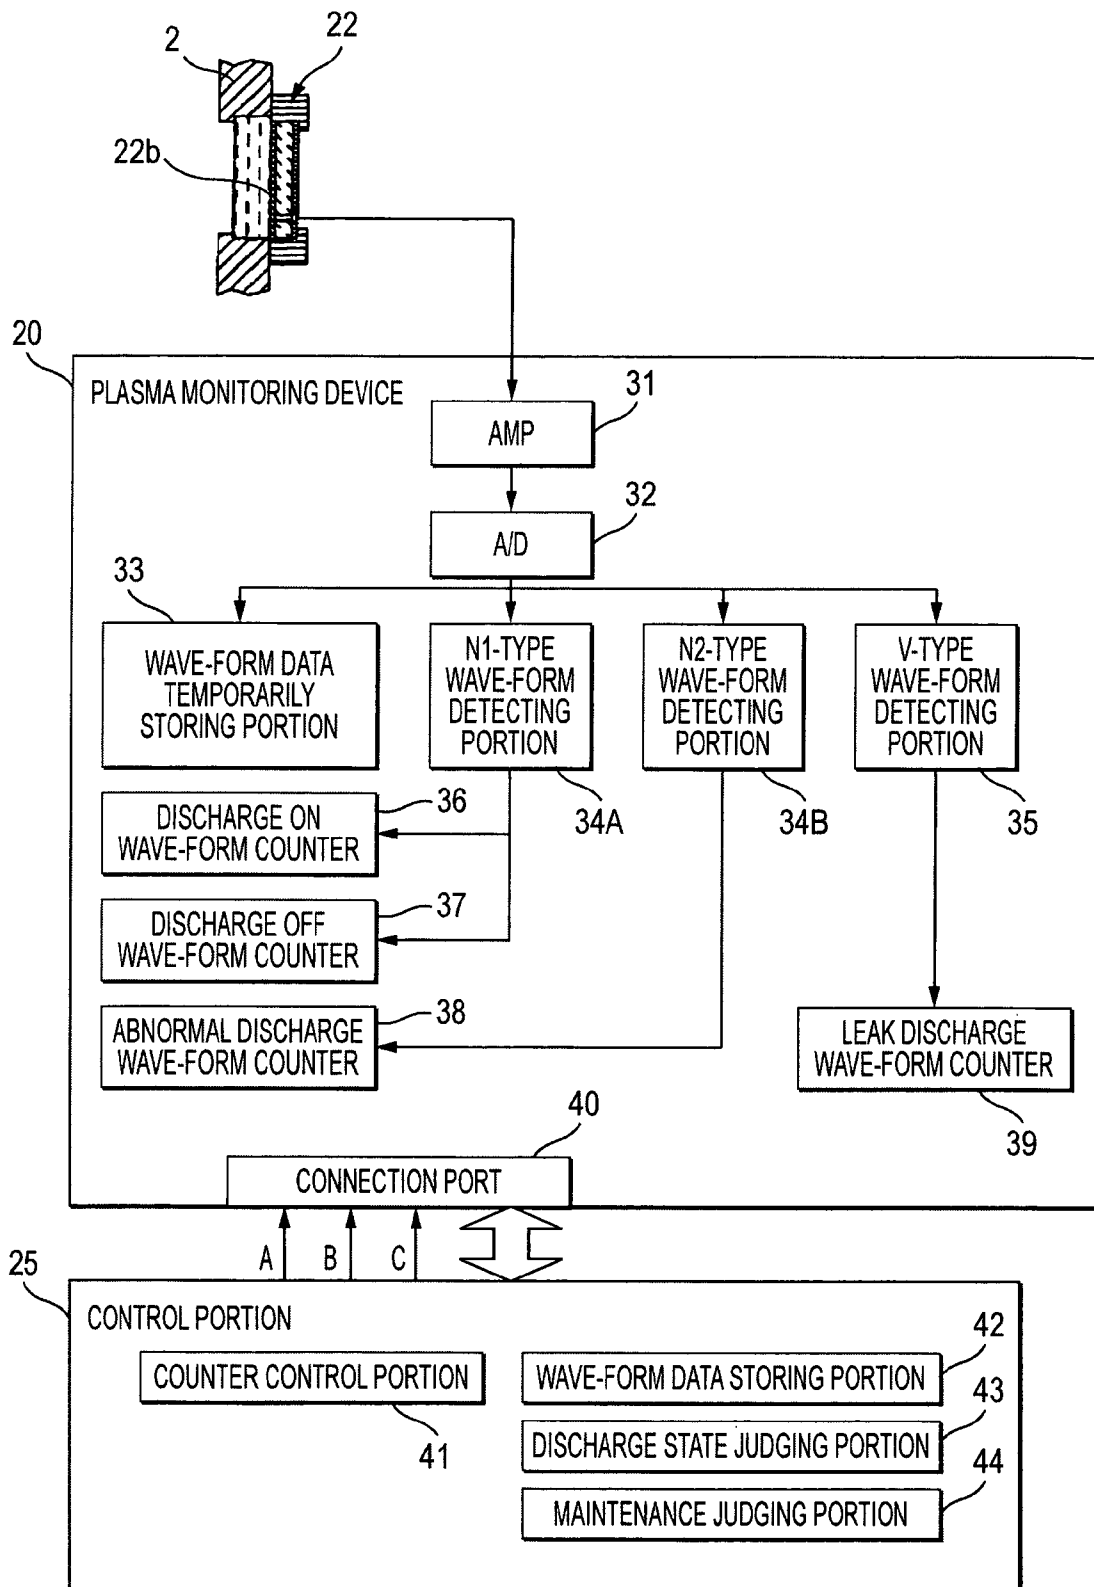 2
22
22b
20
PLASMA MONITORING DEVICE
31
AMP
32
A/D
33
WAVE-FORM DATA
TEMPORARILY
STORING PORTION
N1-TYPE
WAVE-FORM
DETECTING
PORTION
34A
N2-TYPE
WAVE-FORM
DETECTING
PORTION
34B
V-TYPE
WAVE-FORM
DETECTING
PORTION
35
36
DISCHARGE ON
WAVE-FORM COUNTER
37
DISCHARGE OFF
WAVE-FORM COUNTER
38
ABNORMAL DISCHARGE
WAVE-FORM COUNTER
LEAK DISCHARGE
WAVE-FORM COUNTER
39
40
CONNECTION PORT
A
B
C
25
CONTROL PORTION
COUNTER CONTROL PORTION
41
42
WAVE-FORM DATA STORING PORTION
43
DISCHARGE STATE JUDGING PORTION
44
MAINTENANCE JUDGING PORTION